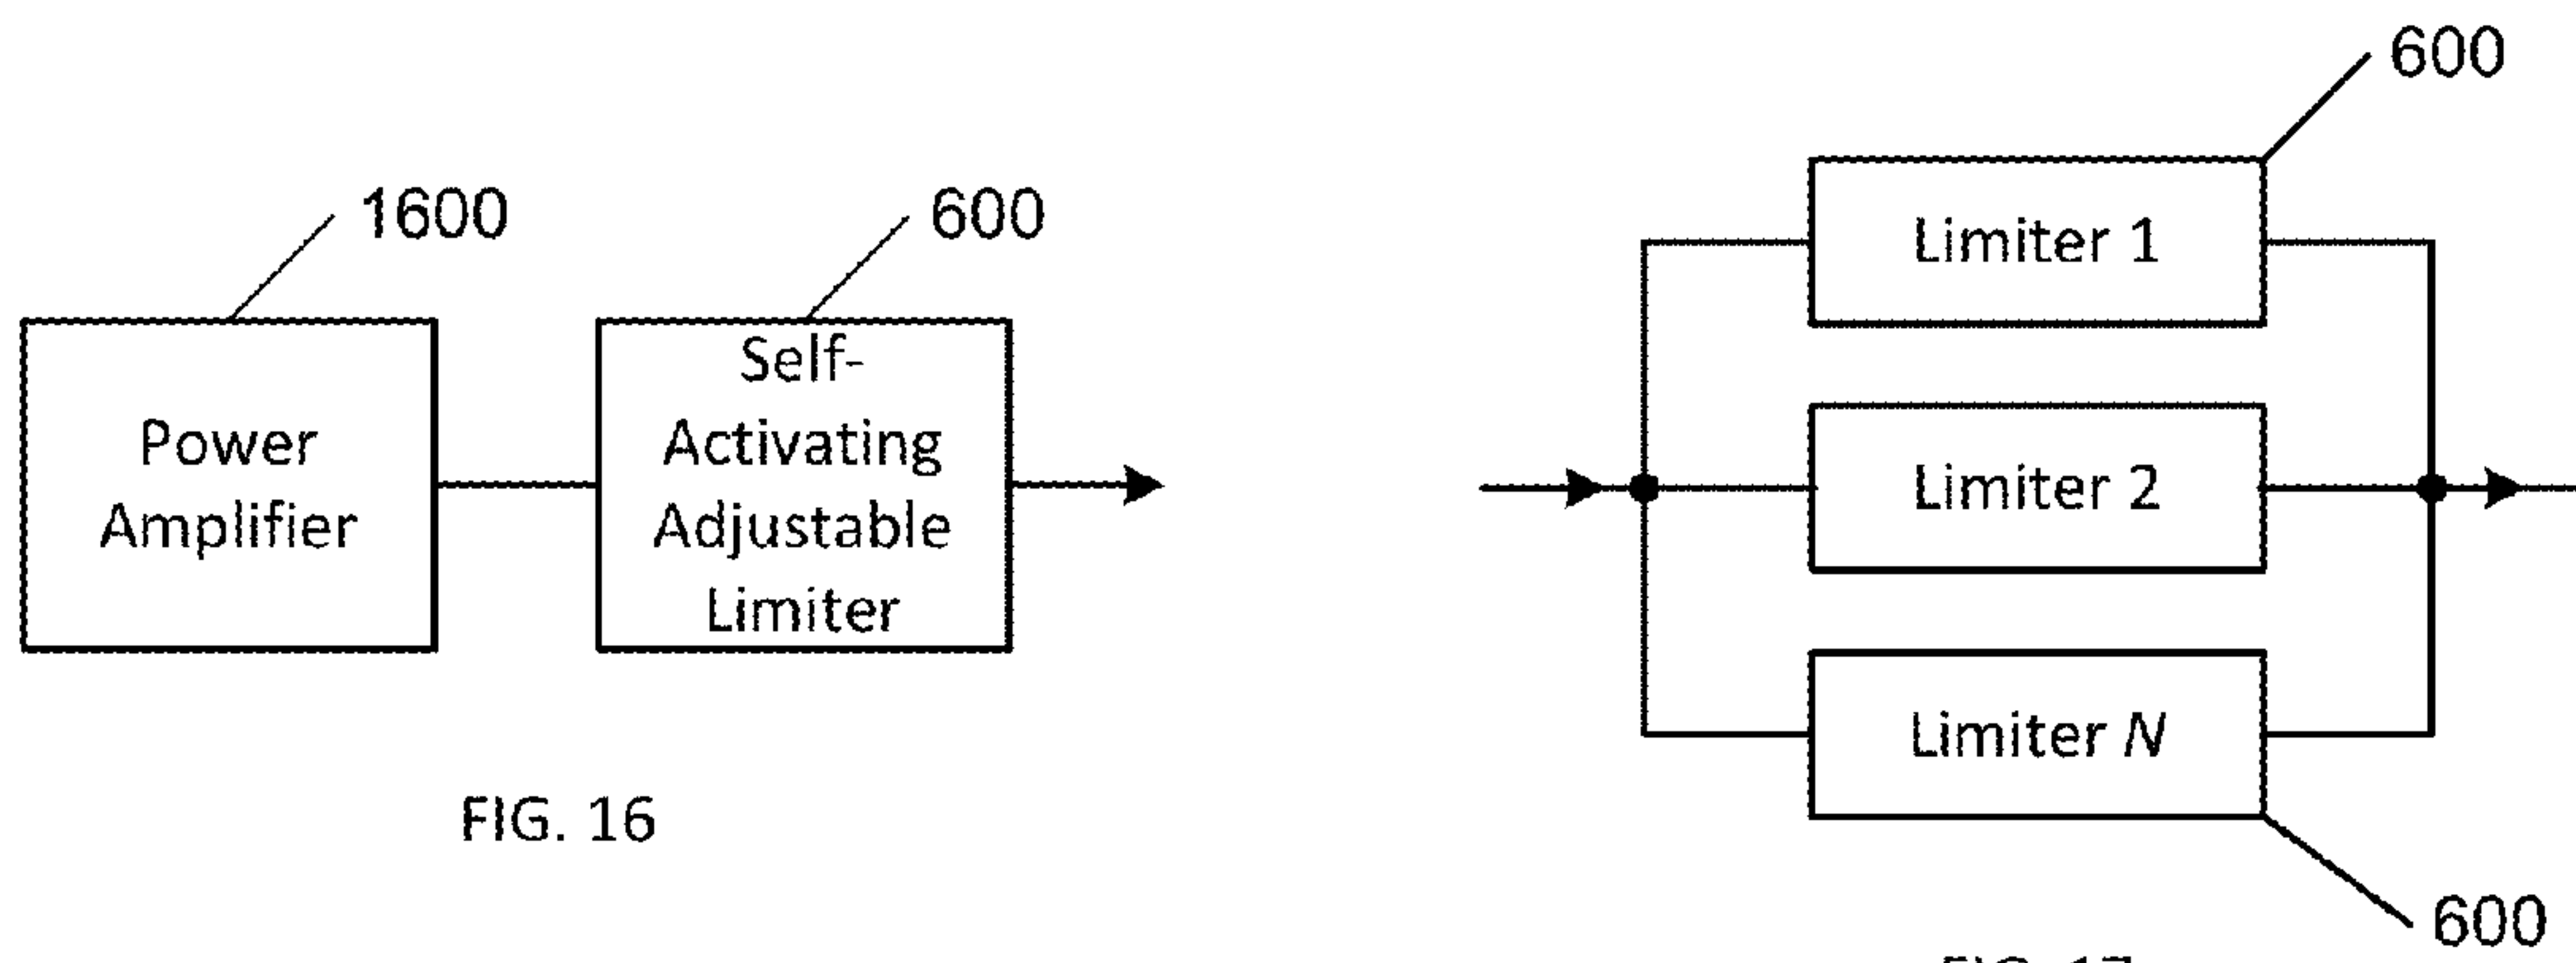 1600
600
Power
Amplifier
Self-
Activating
Adjustable
Limiter
FIG. 16
600
Limiter 1
Limiter 2
Limiter N
600